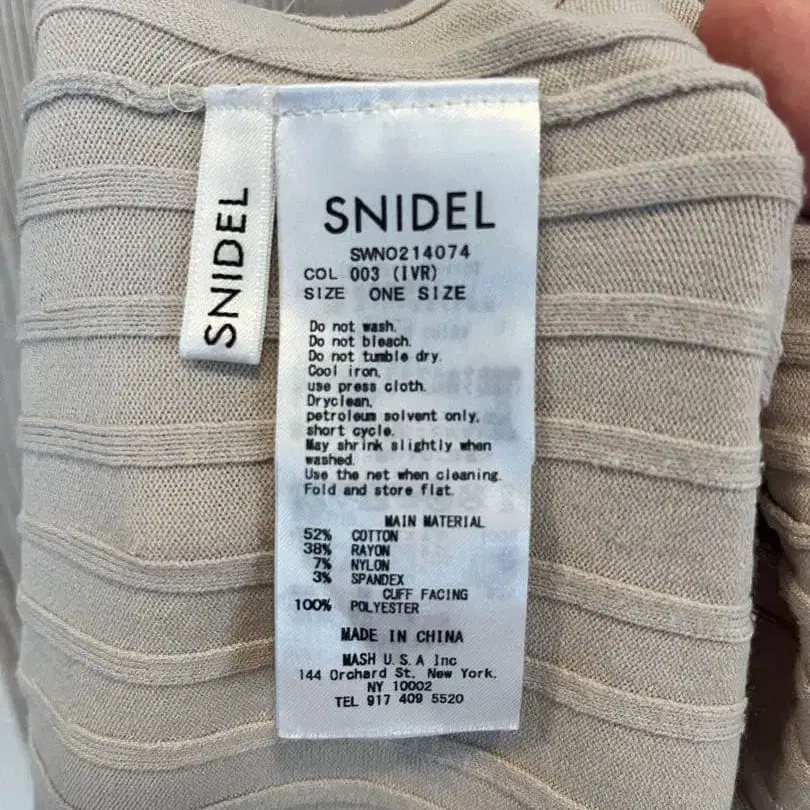 SNIDEL
SNIDEL
SWNO214074
COL 003 (IVR)
SIZE ONE SIZE
Do not wash.
Do not bleach.
Do not tumble dry.
Cool iron,
use press cloth.
Dryclean,
petroleum solvent only,
short cycle.
May shrink slightly when
washed.
Use the net when cleaning.
Fold and store flat.
MAIN MATERIAL
52% COTTON
38% RAYON
7% NYLON
3% SPANDEX
CUFF FACING
100% POLYESTER
MADE IN CHINA
MASH U.S.A Inc
144 Orchard St, New York.
NY 10002
TEL 917 409 5520